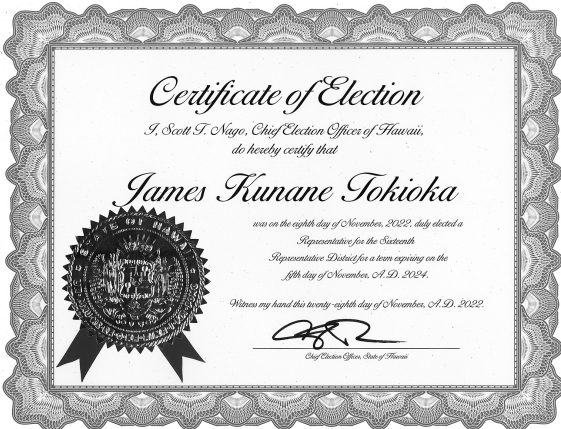 Certificate of Election
I, Scott T. Nago, Chief Election Officer of Hawaii,
do hereby certify that
James Kunane Tokioka
was on the eighth day of November, 2022, duly elected a
Representative for the Sixteenth
Representative District for a term expiring on the
fifth day of November, A.D. 2024.
Witness my hand this twenty-eighth day of November, A.D. 2022.
Chief Election Officer, State of Hawaii
STATE OF HAWAII